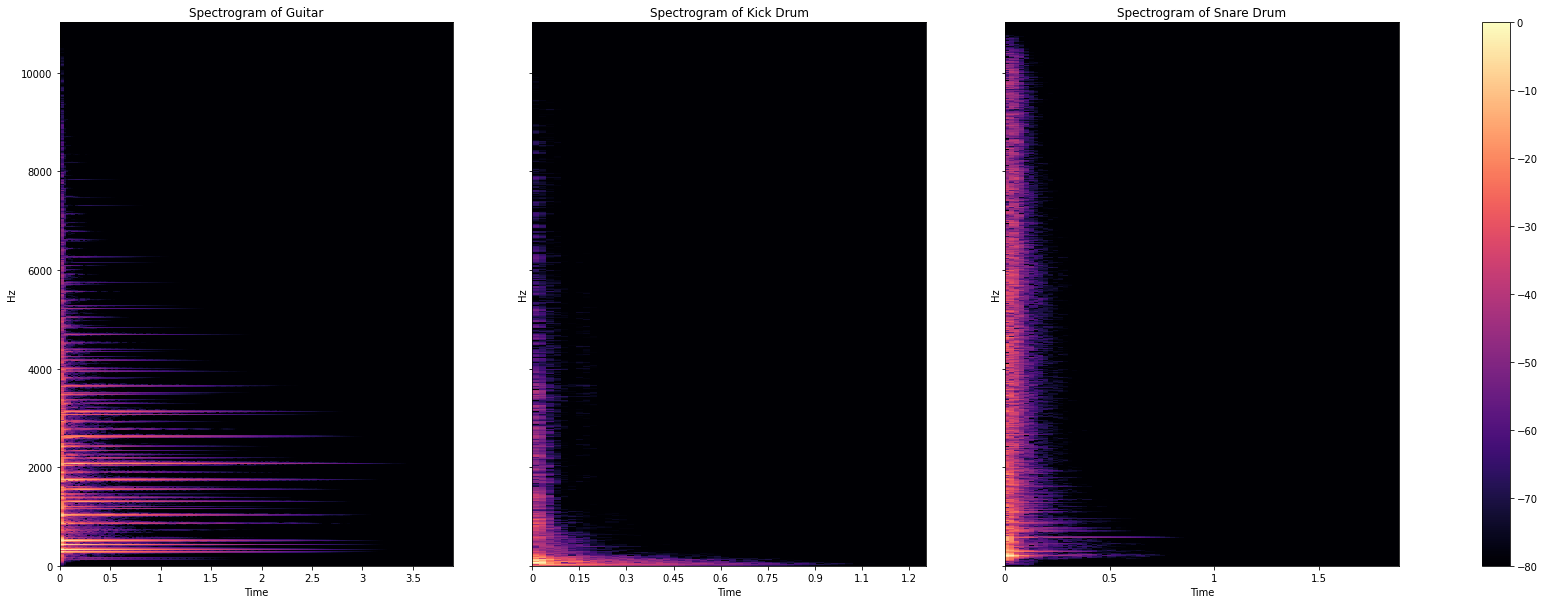 Spectrogram of Guitar
Spectrogram of Kick Drum
Spectrogram of Snare Drum
10000
8000
6000
4000
2000
0
Hz
Hz
Hz
0 0.5 1 1.5 2 2.5 3 3.5
0 0.15 0.3 0.45 0.6 0.75 0.9 1.1 1.2
0 0.5 1 1.5
Time
Time
Time
0
−10
−20
−30
−40
−50
−60
−70
−80